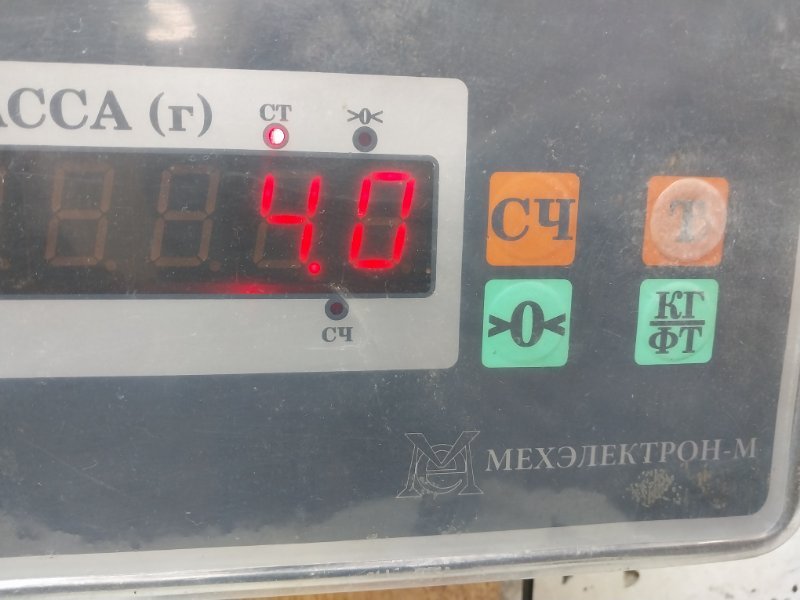 АССА (г)
СТ >0<
4.0
СЧ
СЧ Т
>0< КГ
ФТ
МЕХЭЛЕКТРОН-М